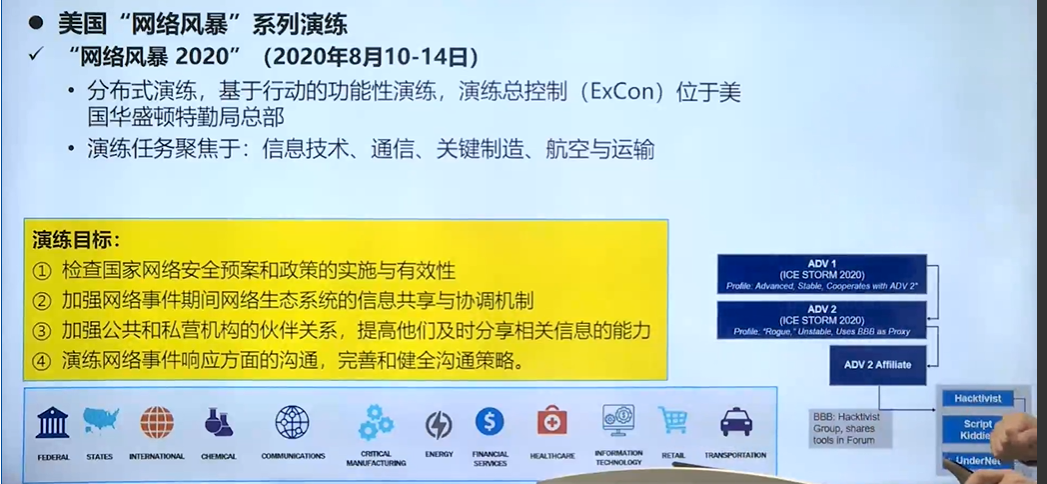 ● 美国“网络风暴”系列演练
✓ “网络风暴 2020”（2020年8月10-14日）
• 分布式演练，基于行动的功能性演练，演练总控制（ExCon）位于美
国华盛顿特勤局总部
• 演练任务聚焦于：信息技术、通信、关键制造、航空与运输
演练目标：
① 检查国家网络安全预案和政策的实施与有效性
② 加强网络事件期间网络生态系统的信息共享与协调机制
③ 加强公共和私营机构的伙伴关系，提高他们及时分享相关信息的能力
④ 演练网络事件响应方面的沟通，完善和健全沟通策略。
ADV 1
(ICE STORM 2020)
Profile: Advanced, Stable, Cooperates with ADV 2"
ADV 2
(ICE STORM 2020)
Profile, "Rogue," Unstable, Uses BBB as Proxy
ADV 2 Affiliate
BBB: Hacktivist
Group, shares
tools in Forum
Hacktivist
Script
UnderNet
FEDERAL
STATES
INTERNATIONAL
CHEMICAL
COMMUNICATIONS
CRITICAL
MANUFACTURING
ENERGY
FINANCIAL
SERVICES
HEALTHCARE
INFORMATION
TECHNOLOGY
RETAIL
TRANSPORTATION